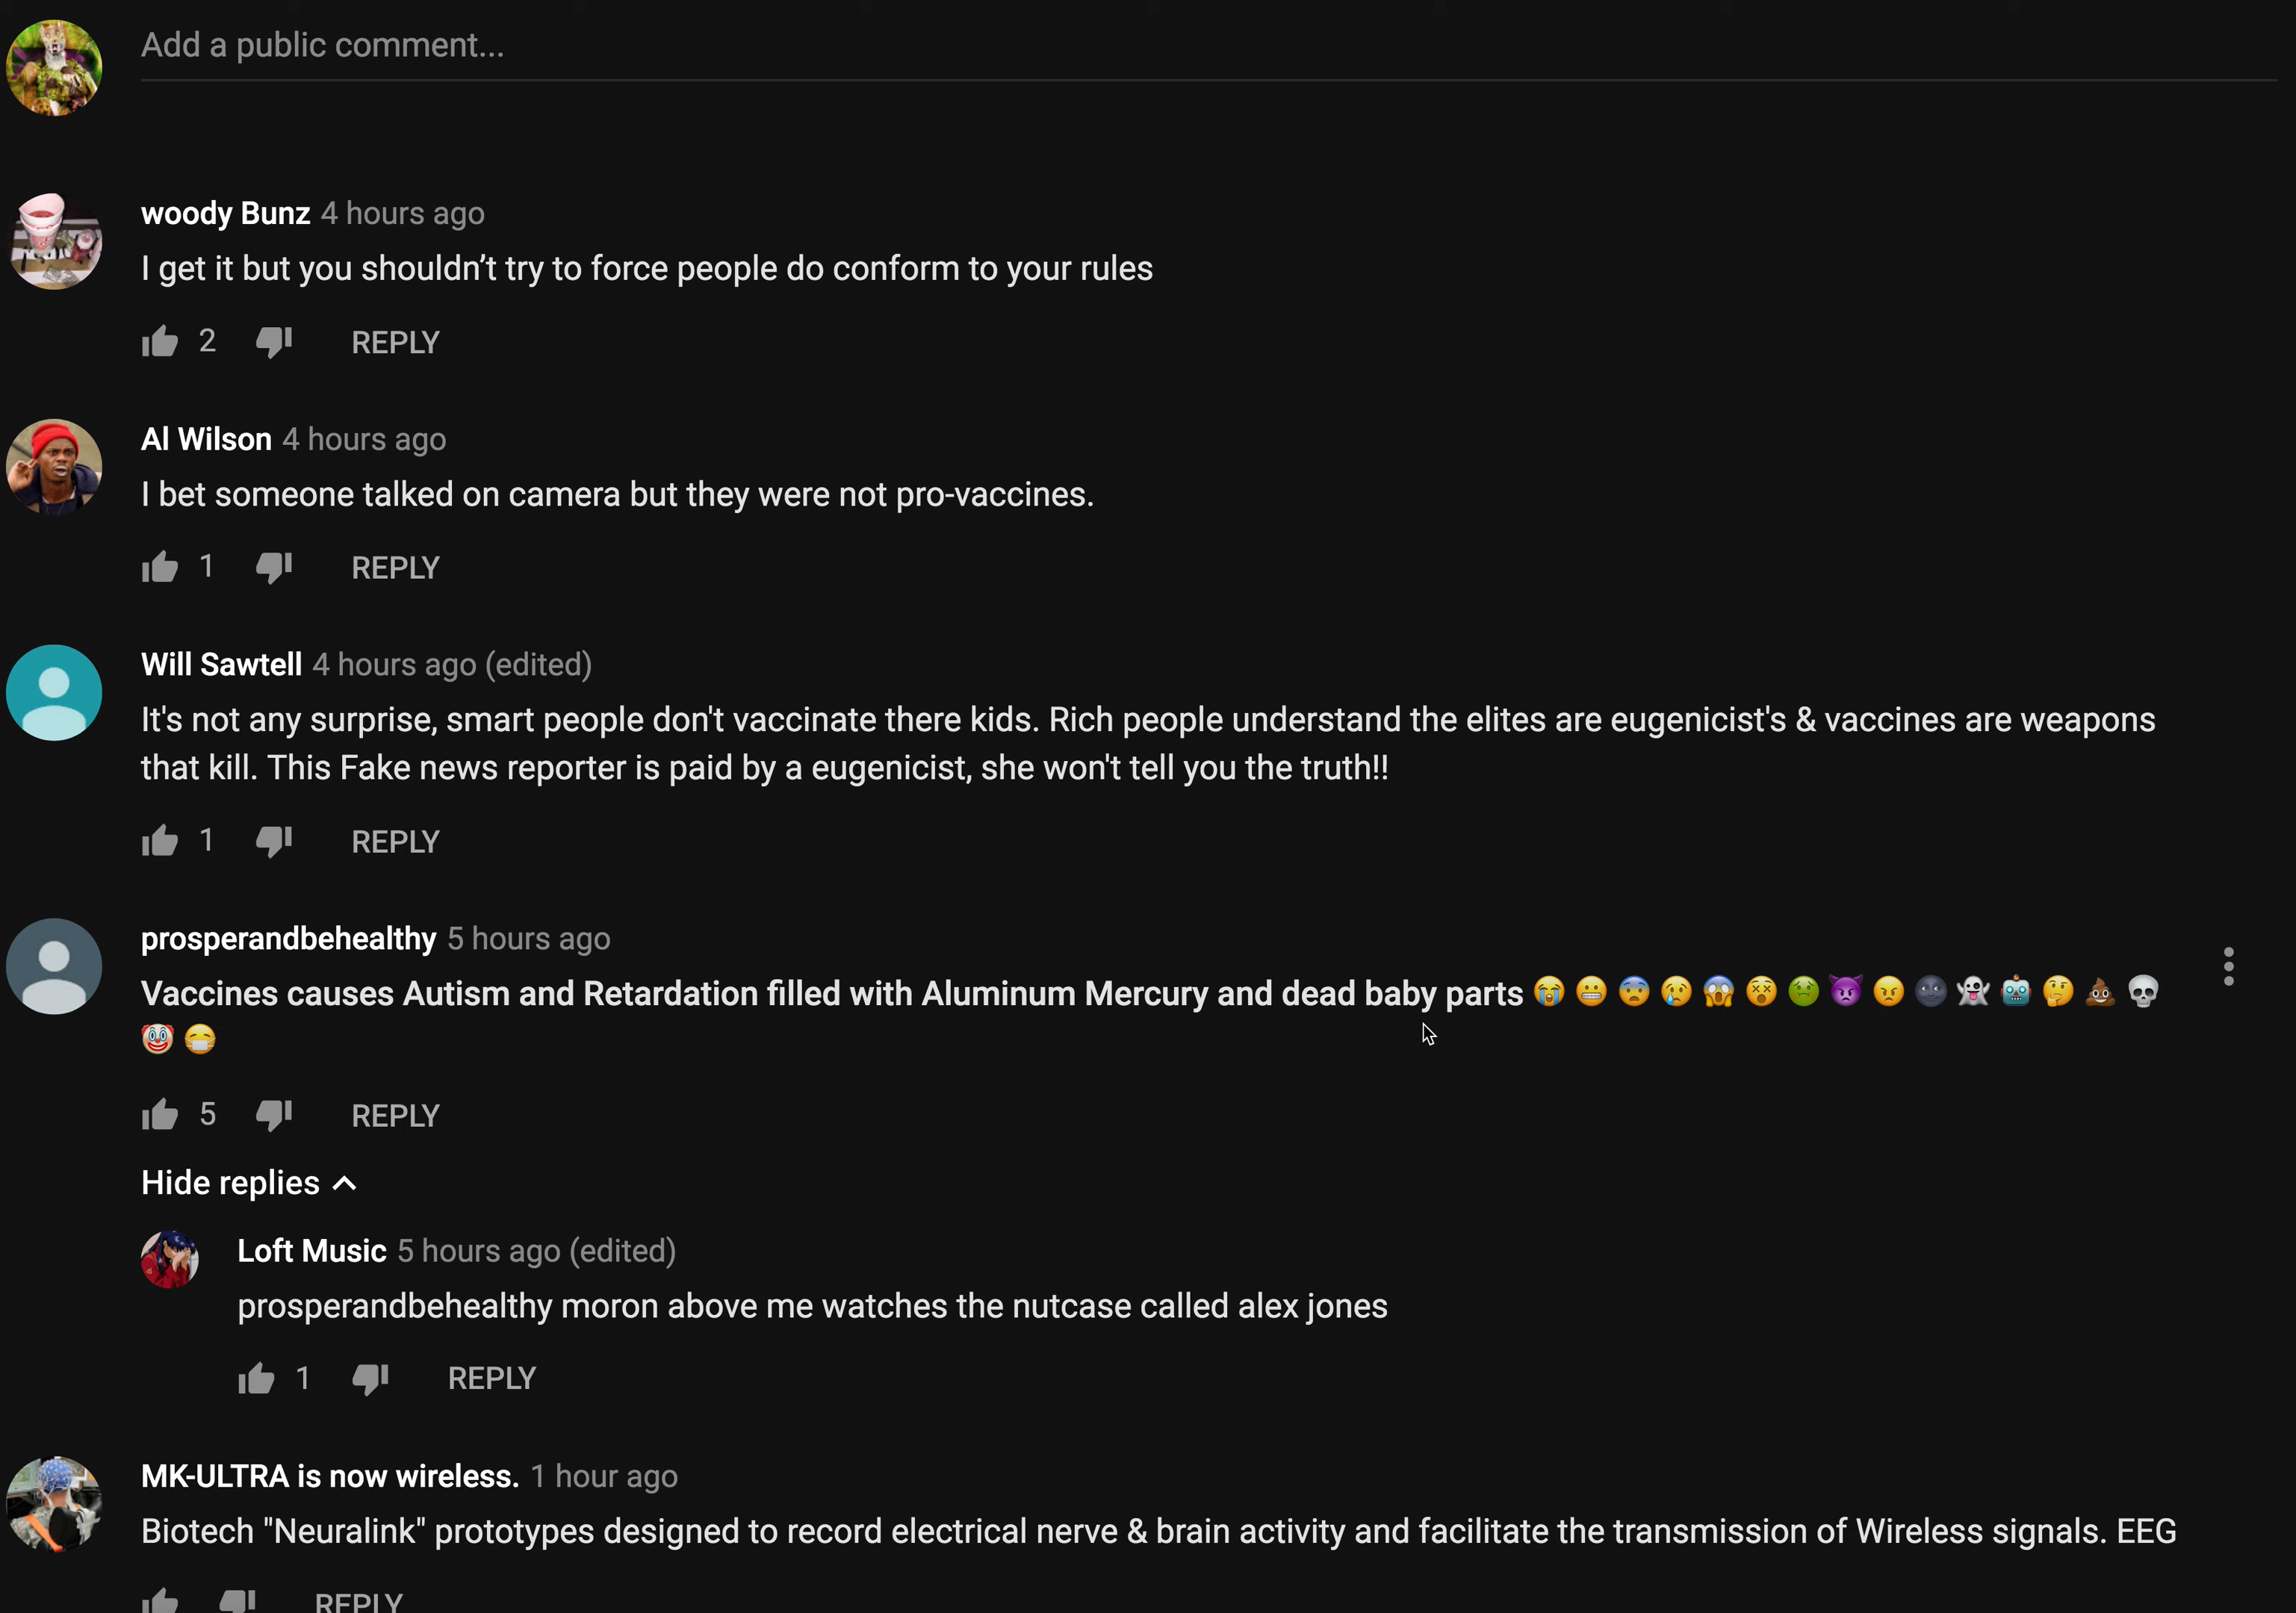 Add a public comment...
woody Bunz 4 hours ago
I get it but you shouldn’t try to force people do conform to your rules
2 REPLY
Al Wilson 4 hours ago
I bet someone talked on camera but they were not pro-vaccines.
1 REPLY
Will Sawtell 4 hours ago (edited)
It's not any surprise, smart people don't vaccinate there kids. Rich people understand the elites are eugenicist's & vaccines are weapons
that kill. This Fake news reporter is paid by a eugenicist, she won't tell you the truth!!
1 REPLY
prosperandbehealthy 5 hours ago
Vaccines causes Autism and Retardation filled with Aluminum Mercury and dead baby parts 😭 😬 😨 😢 😱 😵 🤢 👿 😠 🌚 👻 🤖 🤔 💩 💀
🤡 😷
5 REPLY
Hide replies
Loft Music 5 hours ago (edited)
prosperandbehealthy moron above me watches the nutcase called alex jones
1 REPLY
MK-ULTRA is now wireless. 1 hour ago
Biotech "Neuralink" prototypes designed to record electrical nerve & brain activity and facilitate the transmission of Wireless signals. EEG
REPLY